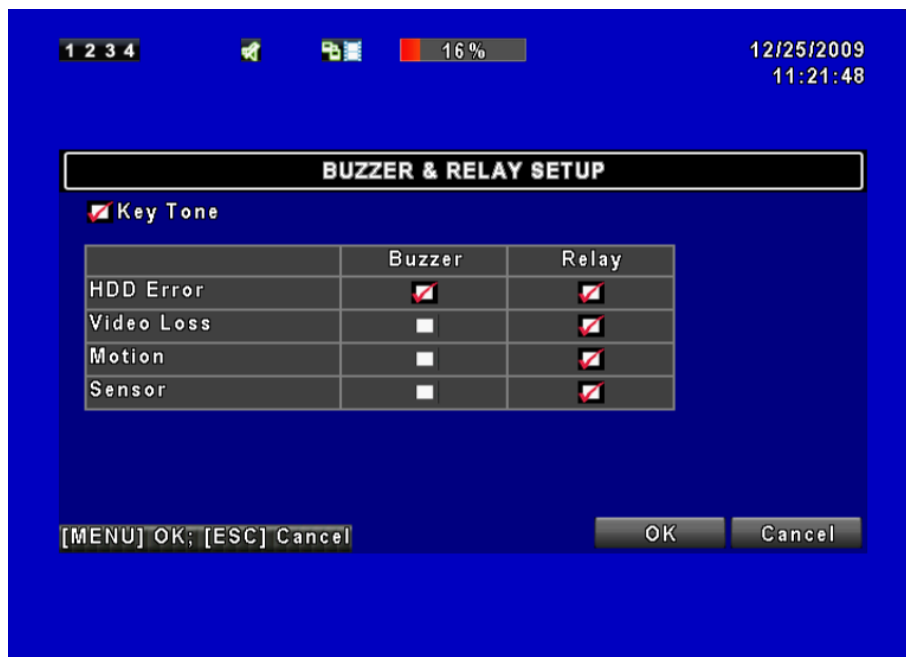 1 2 3 4 16% 12/25/2009
11:21:48
BUZZER & RELAY SETUP
Key Tone
Buzzer Relay
HDD Error
Video Loss
Motion
Sensor
[MENU] OK; [ESC] Cancel OK Cancel